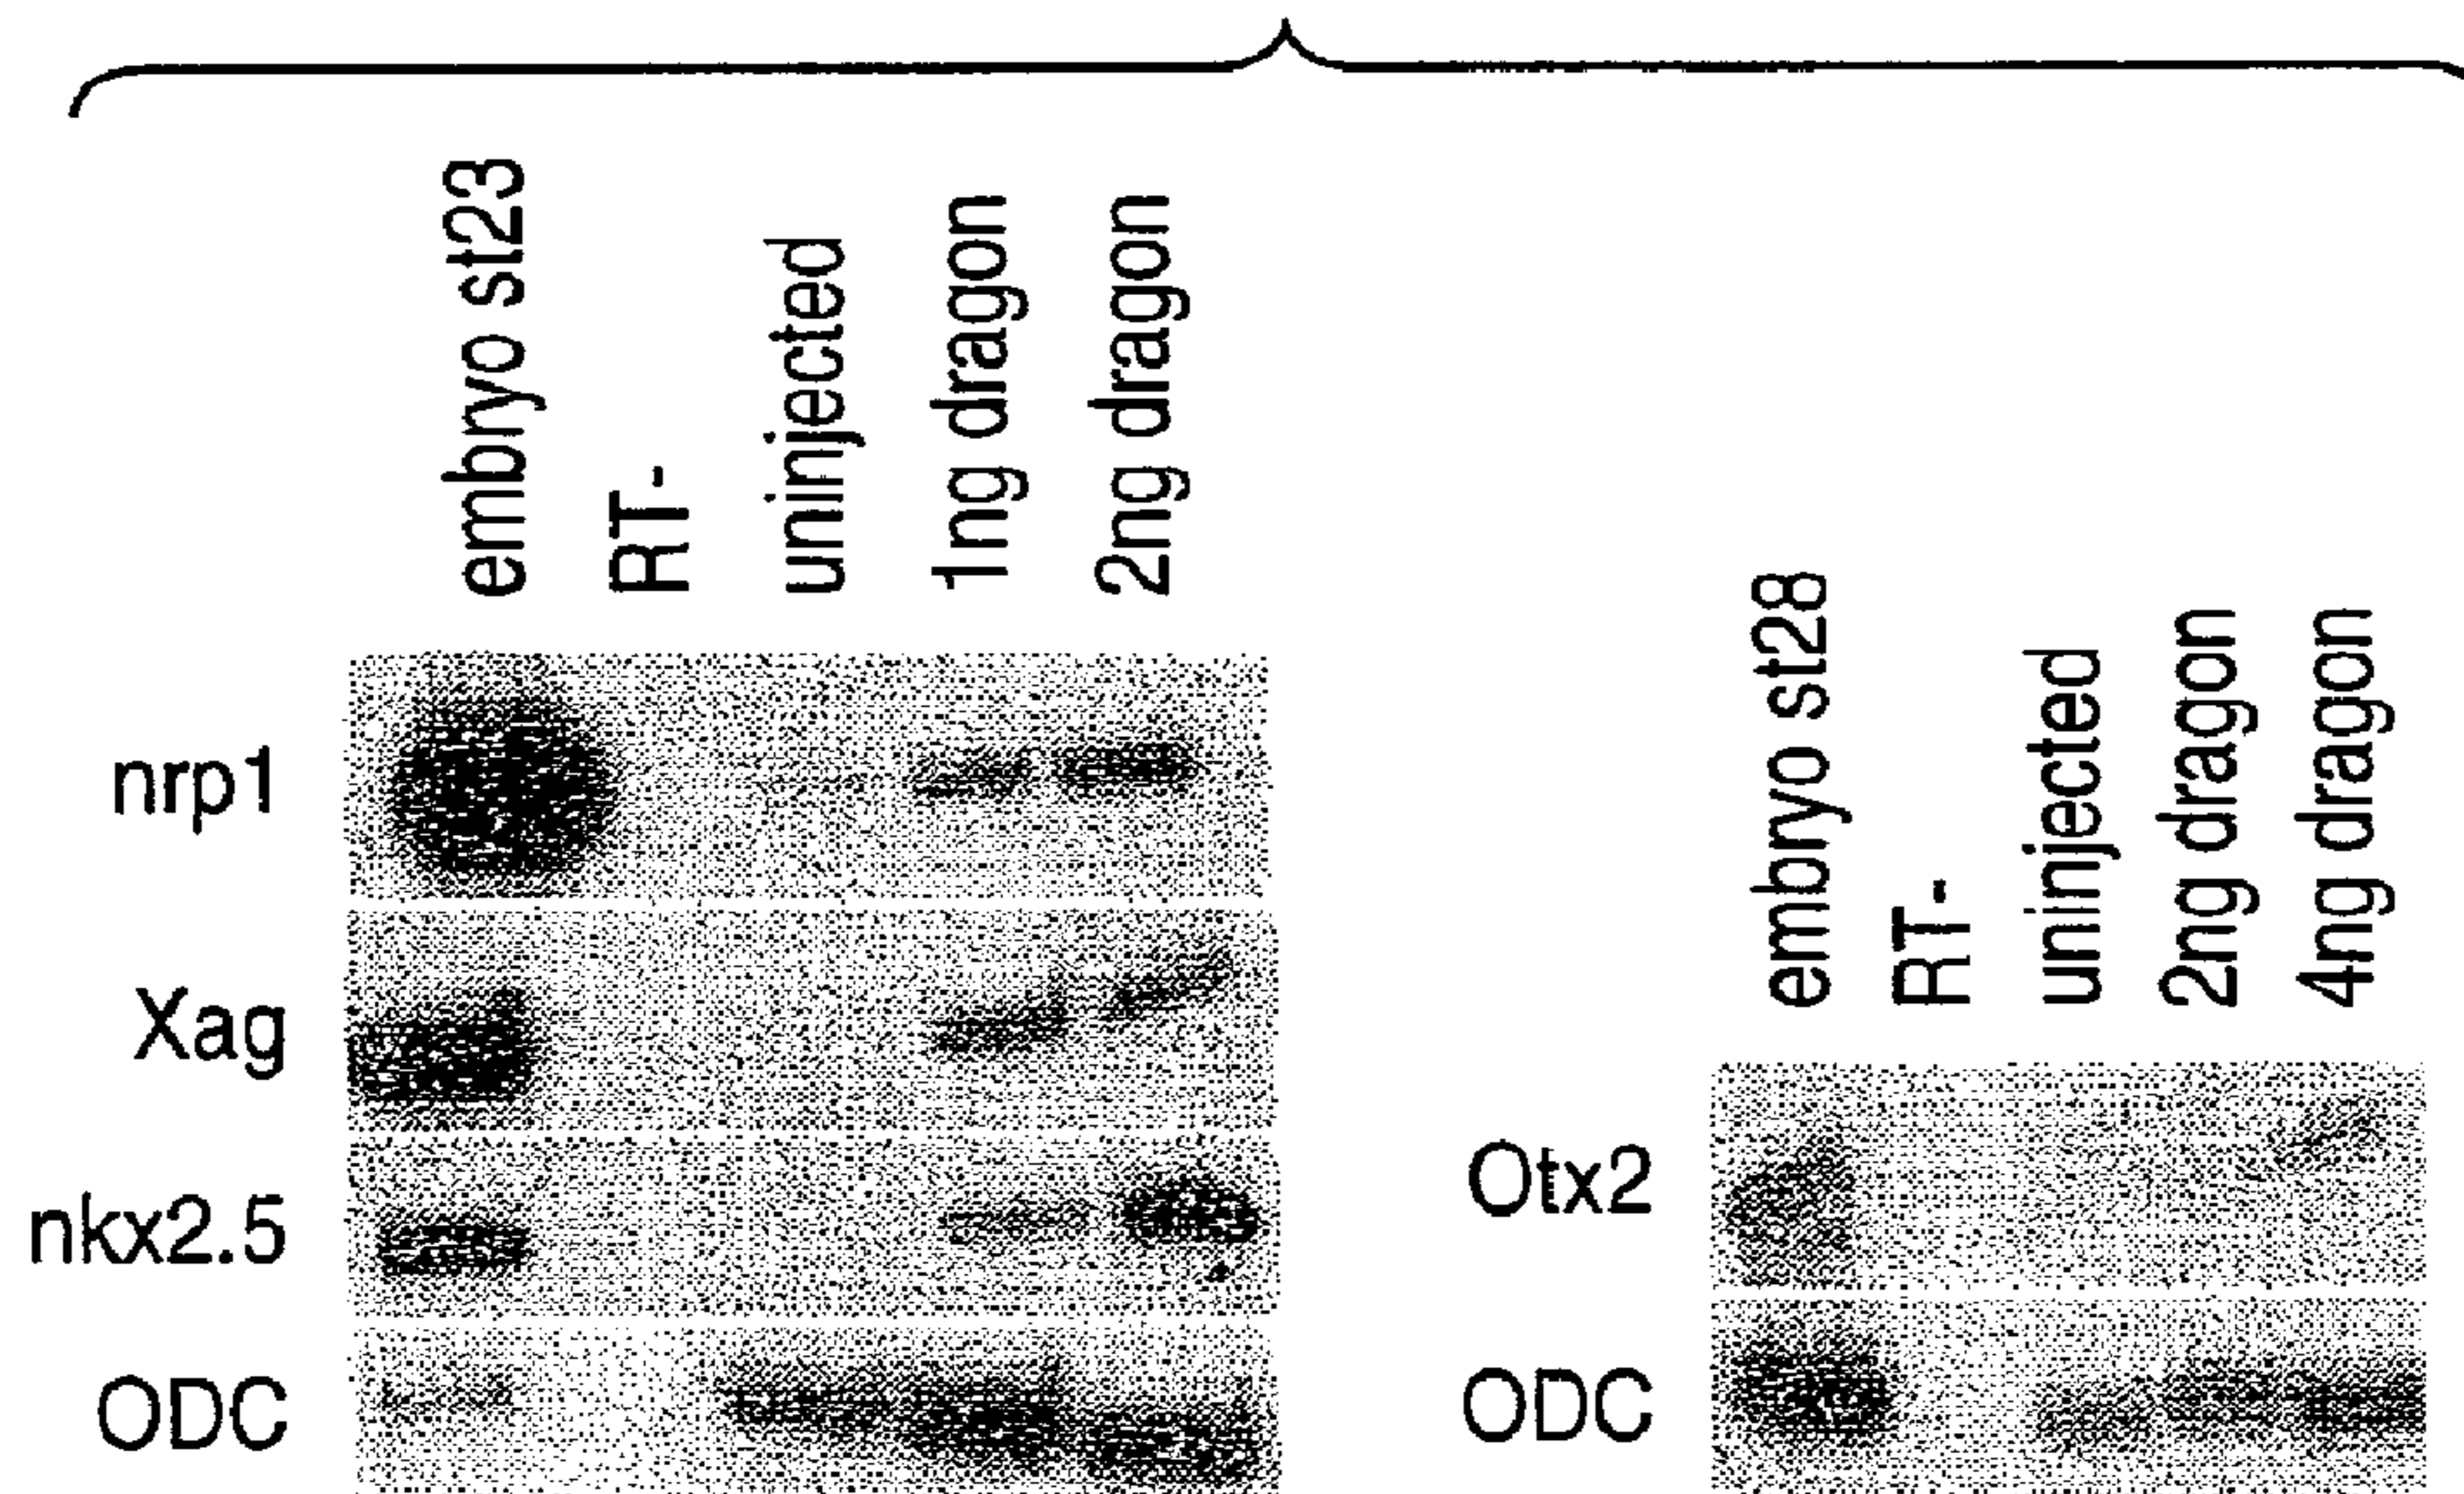 embryo st23
RT-
uninjected
1ng dragon
2ng dragon
nrp1
Xag
nkx2.5
ODC
embryo st28
RT-
uninjected
2ng dragon
4ng dragon
Otx2
ODC